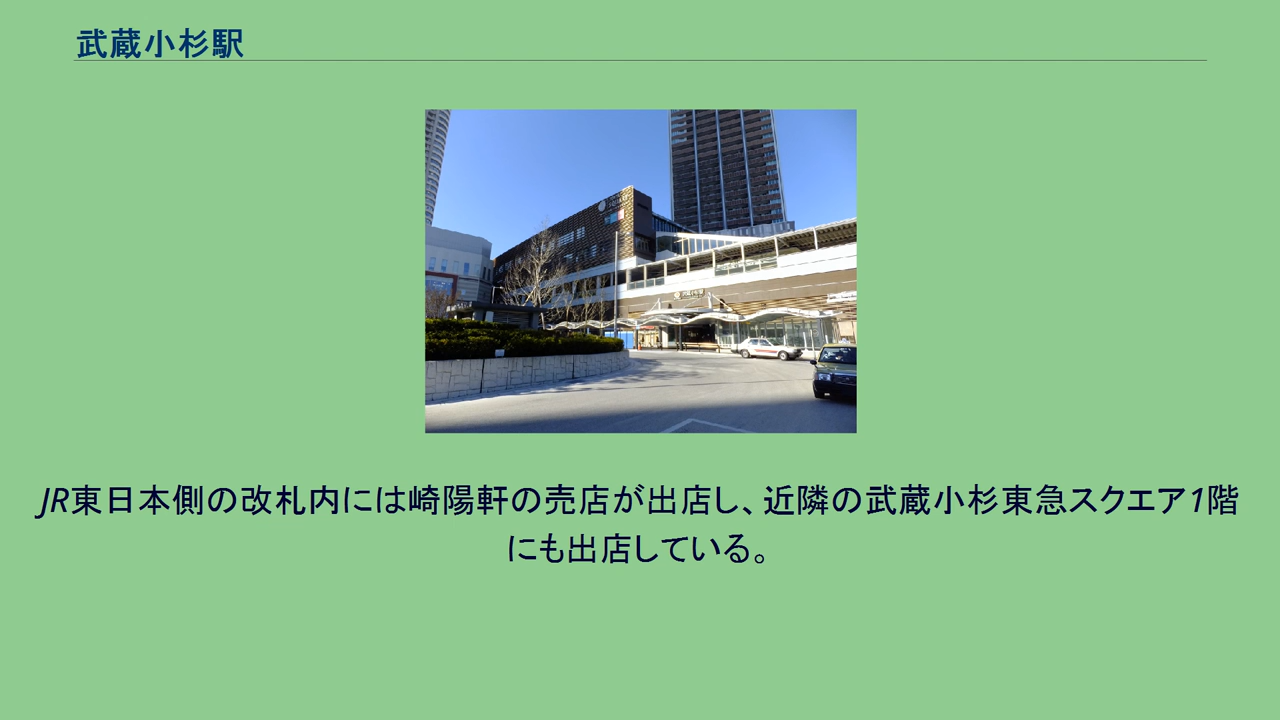 武蔵小杉駅
JR東日本側の改札内には崎陽軒の売店が出店し、近隣の武蔵小杉東急スクエア1階
にも出店している。